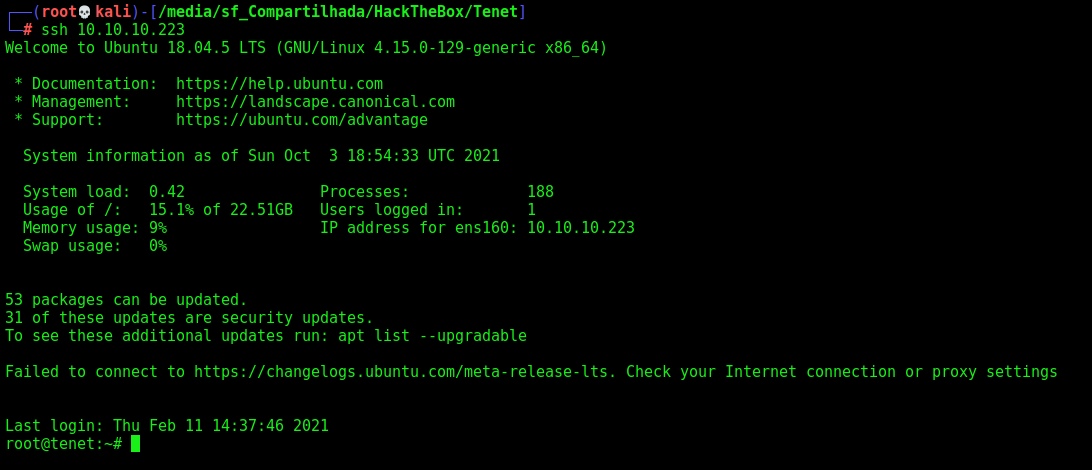 ┌──(root💀kali)-[/media/sf_Compartilhada/HackTheBox/Tenet]
└─# ssh 10.10.10.223
Welcome to Ubuntu 18.04.5 LTS (GNU/Linux 4.15.0-129-generic x86_64)

 * Documentation:  https://help.ubuntu.com
 * Management:     https://landscape.canonical.com
 * Support:        https://ubuntu.com/advantage

  System information as of Sun Oct  3 18:54:33 UTC 2021

  System load:  0.42               Processes:             188
  Usage of /:   15.1% of 22.51GB   Users logged in:       1
  Memory usage: 9%                 IP address for ens160: 10.10.10.223
  Swap usage:   0%


53 packages can be updated.
31 of these updates are security updates.
To see these additional updates run: apt list --upgradable

Failed to connect to https://changelogs.ubuntu.com/meta-release-lts. Check your Internet connection or proxy settings


Last login: Thu Feb 11 14:37:46 2021
root@tenet:~#